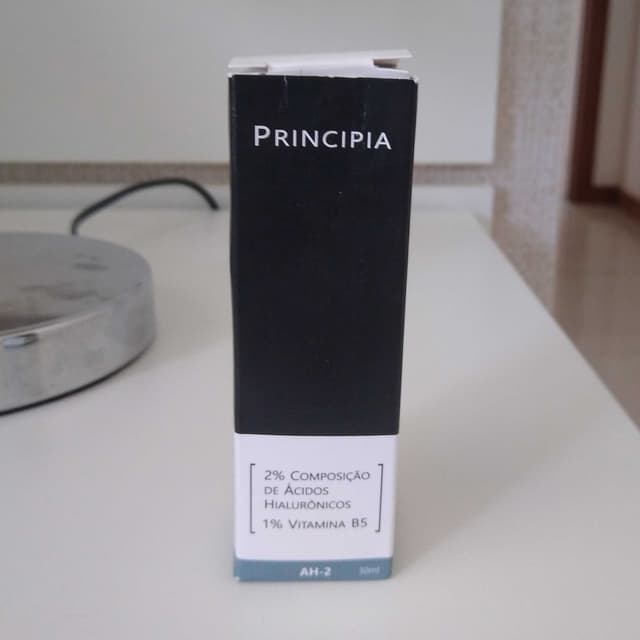 PRINCIPIA
2% COMPOSIÇÃO
DE ÁCIDOS
HIALURÔNICOS
1% VITAMINA B5
AH-2 30ml